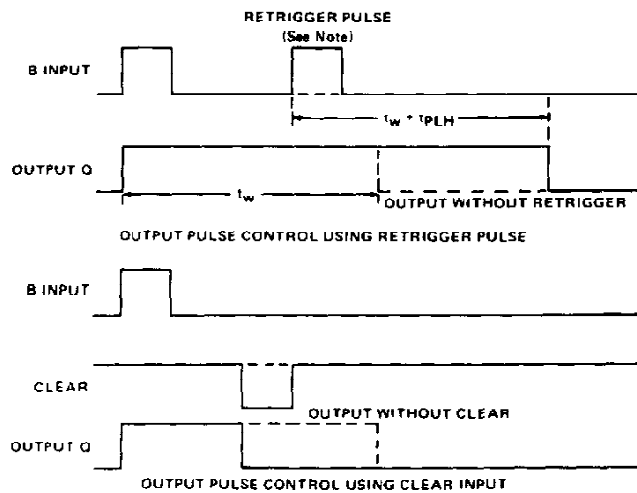 RETRIGGER PULSE
(See Note)
B INPUT
tw + tPLH
OUTPUT Q
tw
OUTPUT WITHOUT RETRIGGER
OUTPUT PULSE CONTROL USING RETRIGGER PULSE
B INPUT
CLEAR
OUTPUT WITHOUT CLEAR
OUTPUT Q
OUTPUT PULSE CONTROL USING CLEAR INPUT